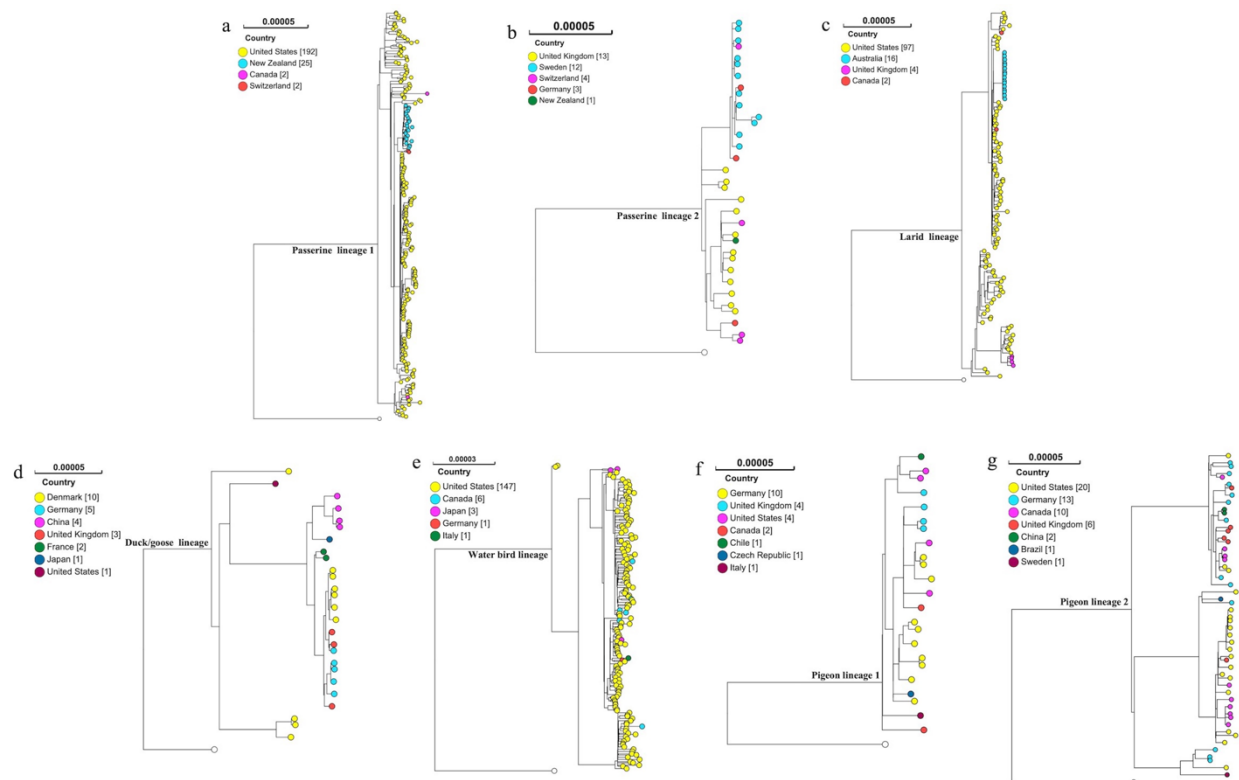 a
0.00005
Country
United States [192]
New Zealand [25]
Canada [2]
Switzerland [2]
Passerine lineage 1
b
0.00005
Country
United Kingdom [13]
Sweden [12]
Switzerland [4]
Germany [3]
New Zealand [1]
Passerine lineage 2
c
0.00005
Country
United States [97]
Australia [16]
United Kingdom [4]
Canada [2]
Larid lineage
d
0.00005
Country
Denmark [10]
Germany [5]
China [4]
United Kingdom [3]
France [2]
Japan [1]
United States [1]
Duck/goose lineage
e
0.00003
Country
United States [147]
Canada [6]
Japan [3]
Germany [1]
Italy [1]
Water bird lineage
f
0.00005
Country
Germany [10]
United Kingdom [4]
United States [4]
Canada [2]
Chile [1]
Czech Republic [1]
Italy [1]
Pigeon lineage 1
g
0.00005
Country
United States [20]
Germany [13]
Canada [10]
United Kingdom [6]
China [2]
Brazil [1]
Sweden [1]
Pigeon lineage 2